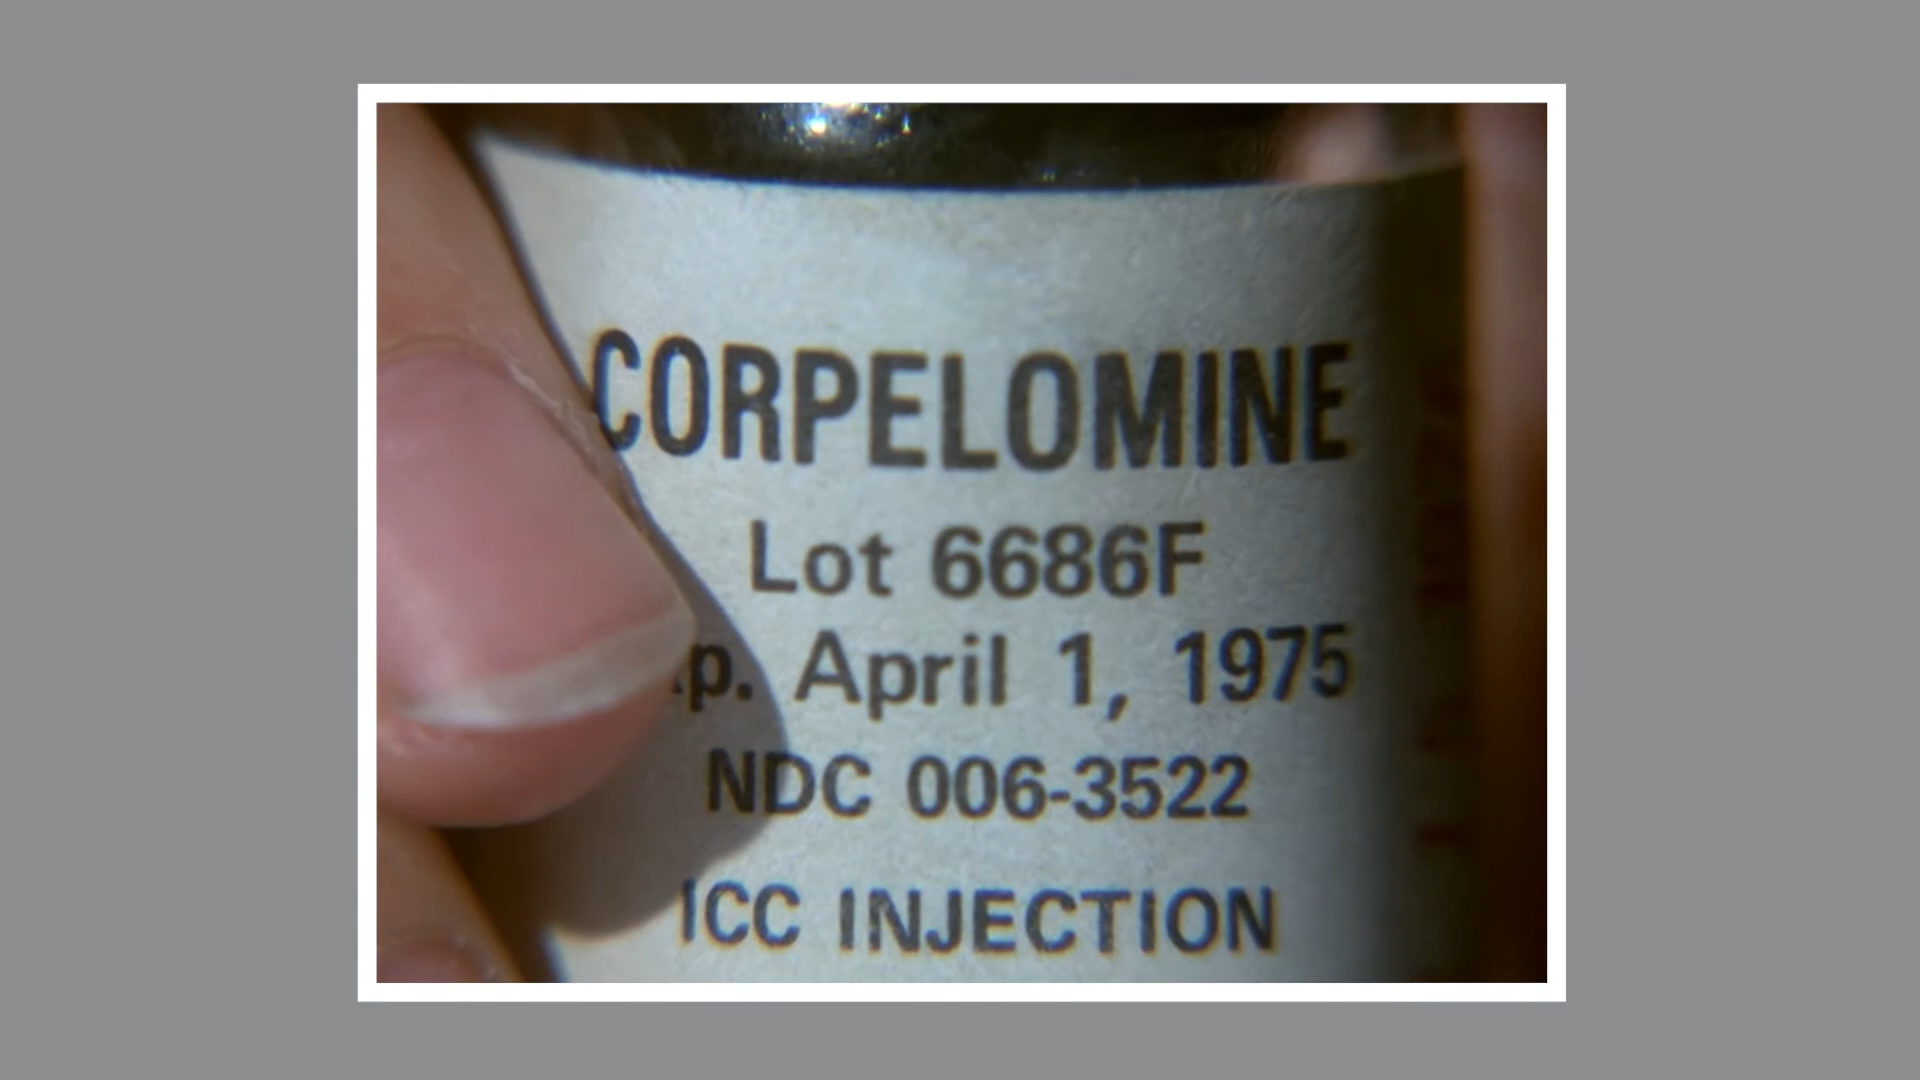 CORPELOMINE
Lot 6686F
April 1, 1975
NDC 006-3522
ICC INJECTION